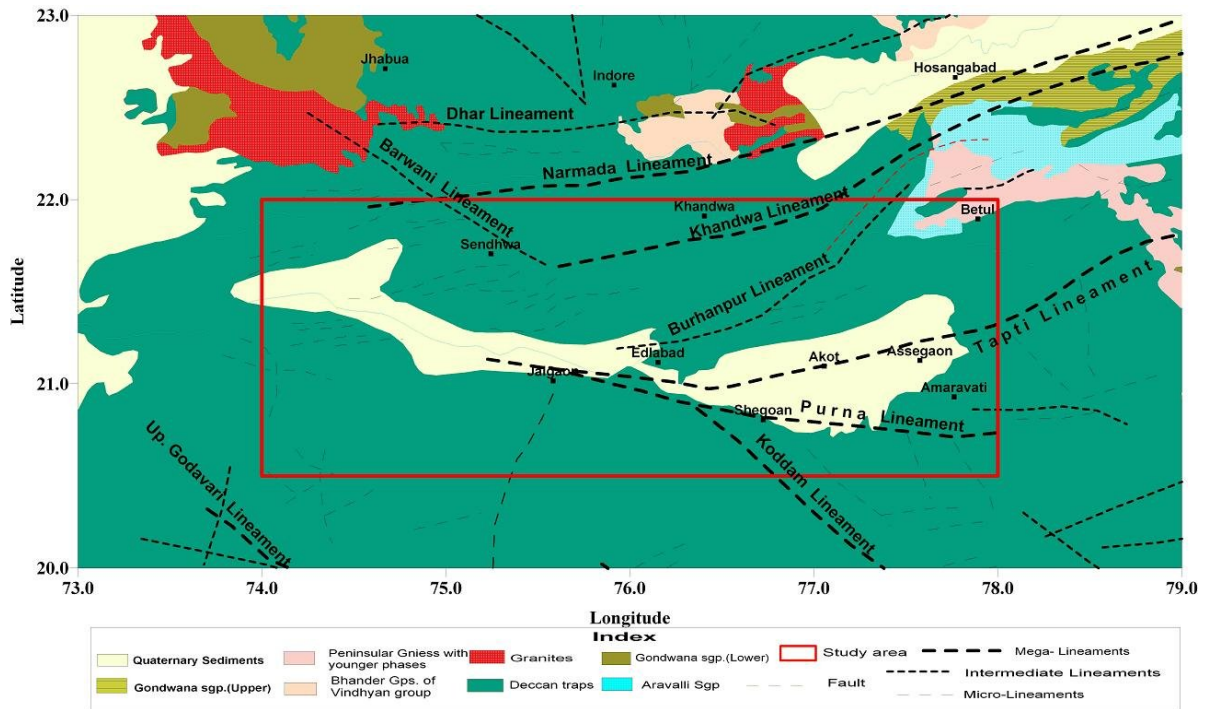 23.0
Jhabua
Indore
Hosangabad
Dhar Lineament
Barwani Lineament
Narmada Lineament
22.0
Khandwa
Khandwa Lineament
Betul
Sendhwa
Latitude
Burhanpur Lineament
Tapti Lineament
Edlabad
Akot
Assegaon
21.0
Jalgaon
Amaravati
Shegoan
Purna Lineament
Up. Godavari Lineament
Koddam Lineament
20.0
73.0 74.0 75.0 76.0 77.0 78.0 79.0
Longitude
Index
Quaternary Sediments
Peninsular Gniess with
younger phases
Granites
Gondwana sgp.(Lower)
Study area
Mega- Lineaments
Gondwana sgp.(Upper)
Bhander Gps. of
Vindhyan group
Deccan traps
Aravalli Sgp
Fault
Intermediate Lineaments
Micro-Lineaments